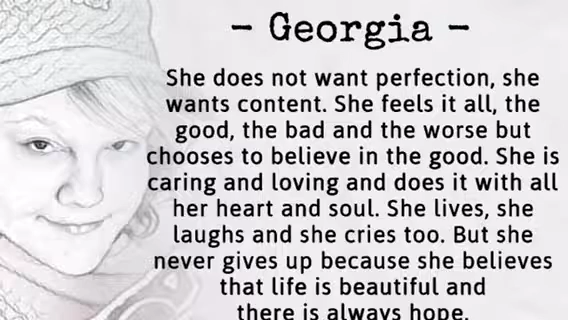 - Georgia -
She does not want perfection, she
wants content. She feels it all, the
good, the bad and the worse but
chooses to believe in the good. She is
caring and loving and does it with all
her heart and soul. She lives, she
laughs and she cries too. But she
never gives up because she believes
that life is beautiful and
there is always hope.